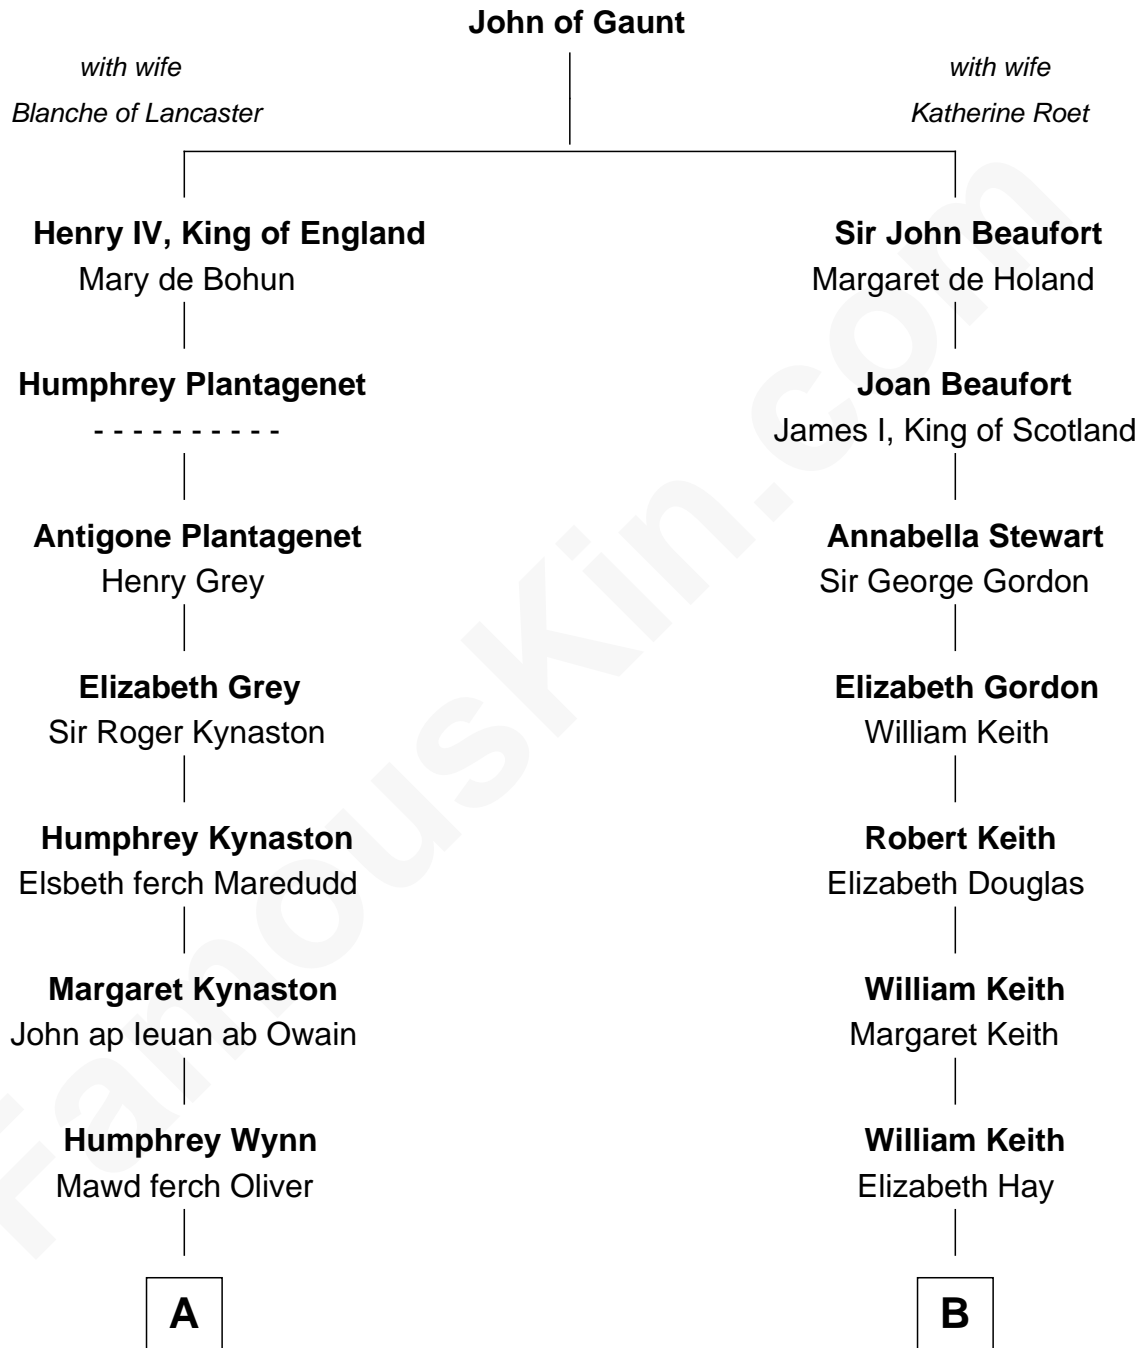 John of Gaunt
with wife
Blanche of Lancaster
with wife
Katherine Roet
Henry IV, King of England
Mary de Bohun
Sir John Beaufort
Margaret de Holand
Humphrey Plantagenet
- - - - - - - - - -
Joan Beaufort
James I, King of Scotland
Antigone Plantagenet
Henry Grey
Annabella Stewart
Sir George Gordon
Elizabeth Grey
Sir Roger Kynaston
Elizabeth Gordon
William Keith
Humphrey Kynaston
Elsbeth ferch Maredudd
Robert Keith
Elizabeth Douglas
Margaret Kynaston
John ap Ieuan ab Owain
William Keith
Margaret Keith
Humphrey Wynn
Mawd ferch Oliver
William Keith
Elizabeth Hay
A
B
FamousKin.com